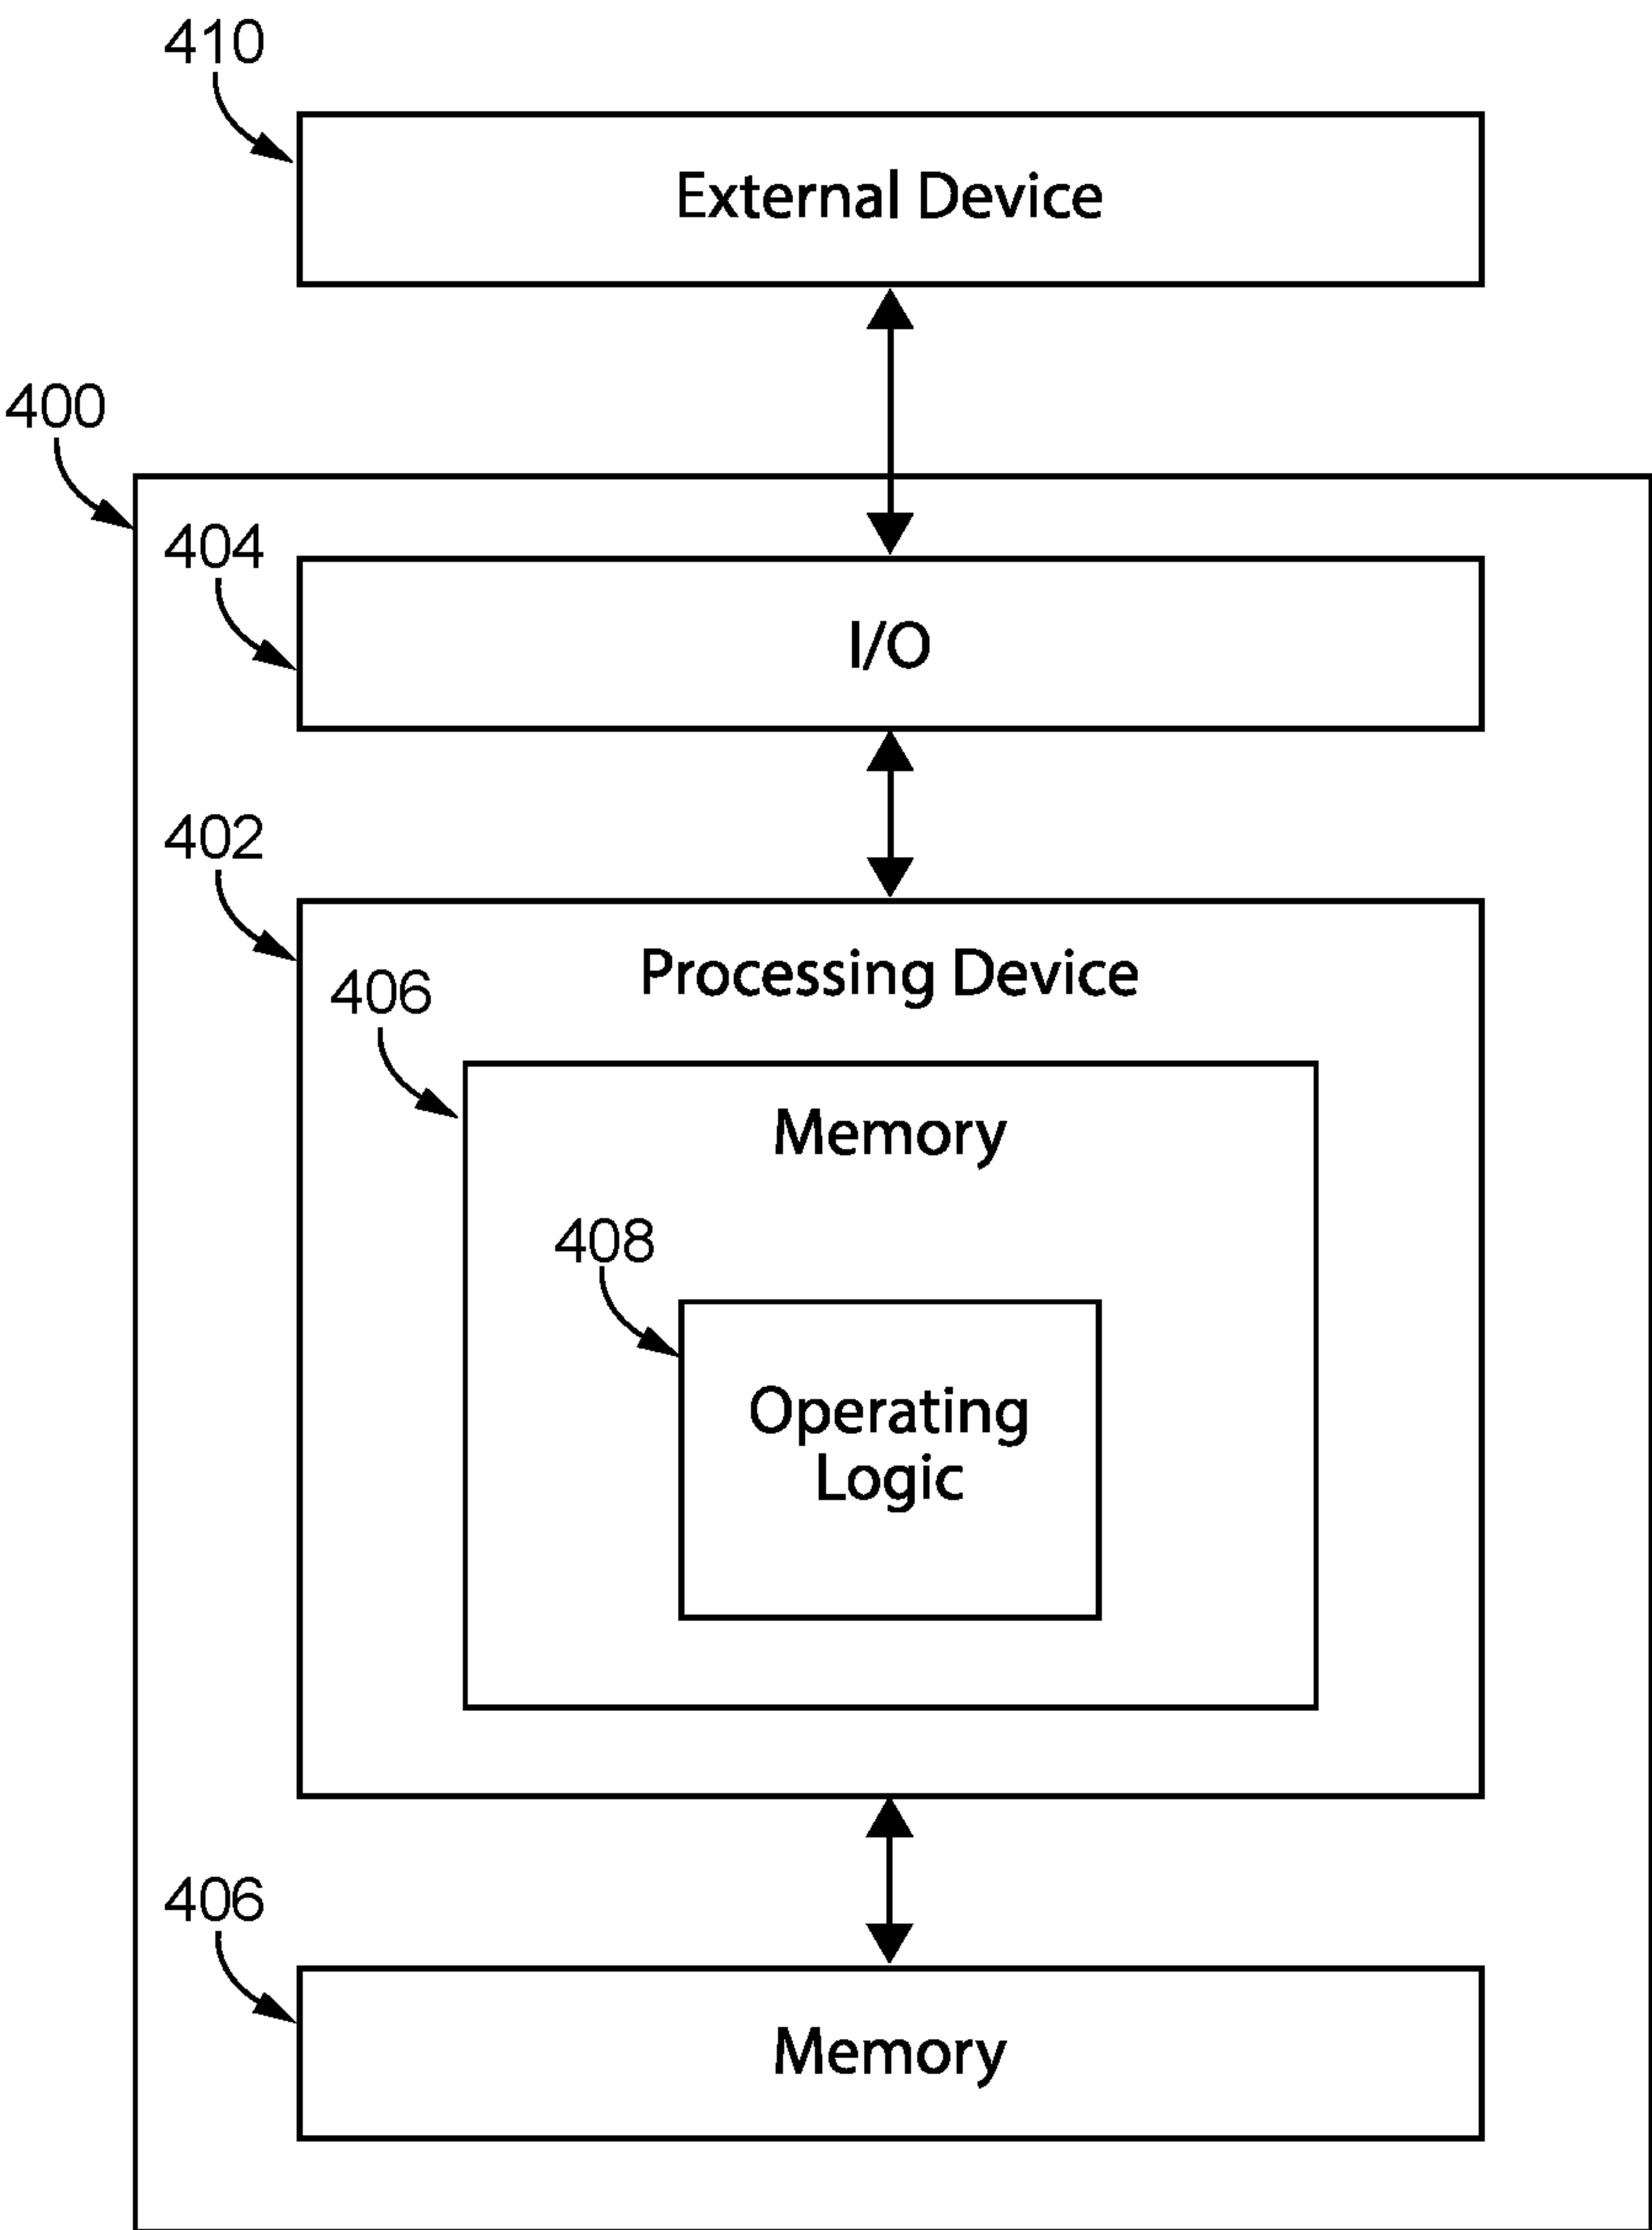 410
External Device
400
404
I/O
402
Processing Device
406
Memory
408
Operating
Logic
406
Memory